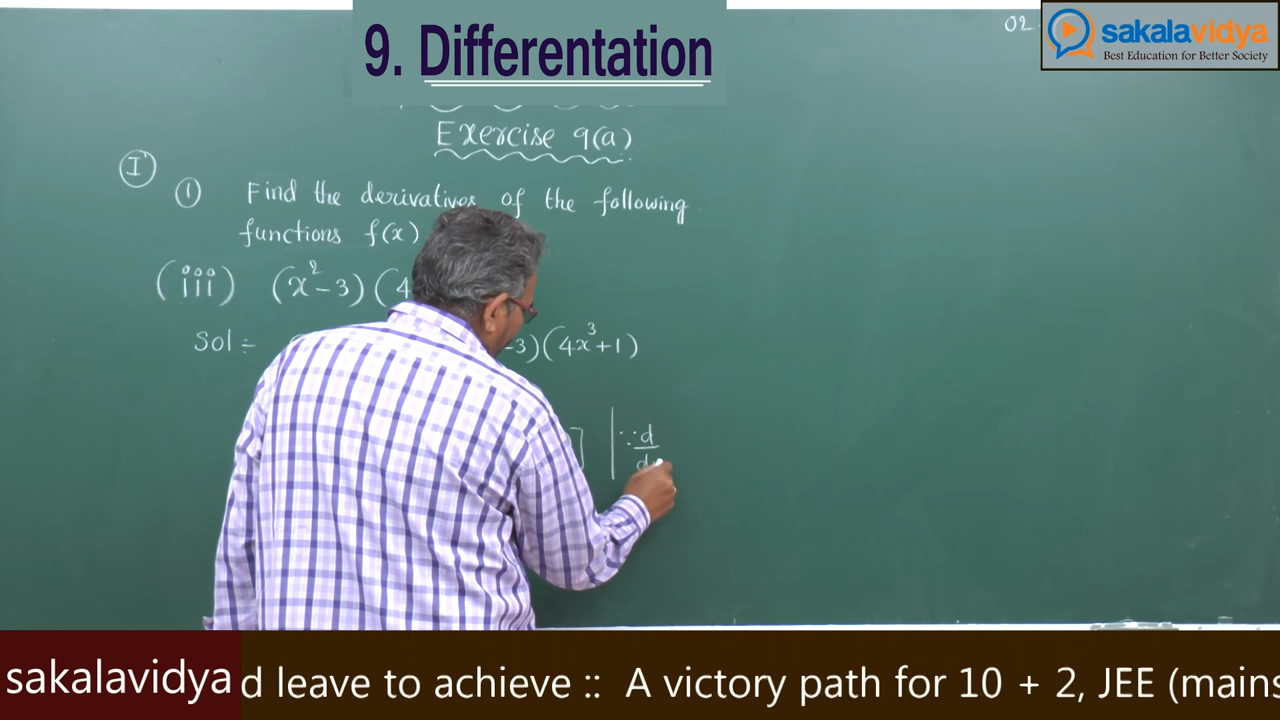 9. Differentation
02
sakalavidya
Best Education for Better Society
Exercise 9(a)
(I)
(1) Find the derivatives of the following
functions f(x)
(iii) (x²-3)(4
Sol:- -3)(4x³+1)
] | ∵ d
d
sakalavidya d leave to achieve :: A victory path for 10 + 2, JEE (mains